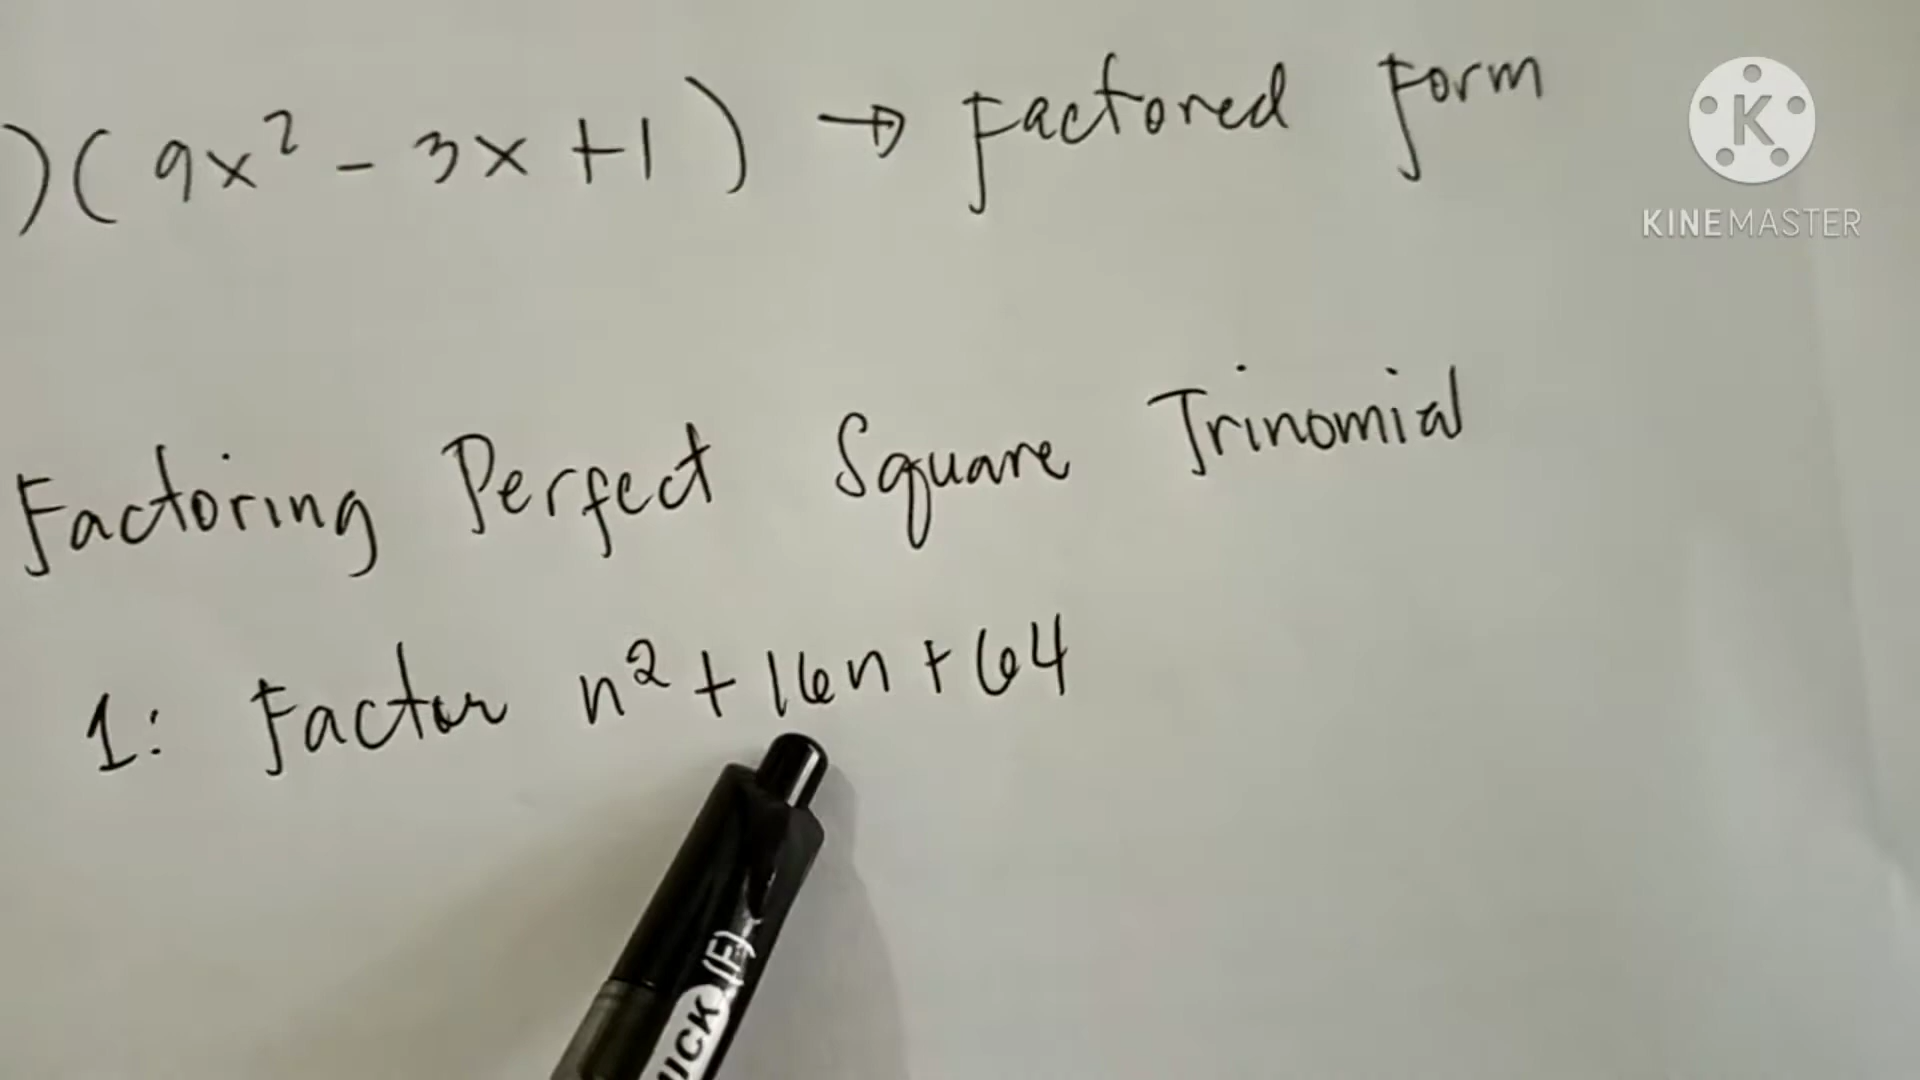 )(9x² - 3x + 1) → Factored Form
KINEMASTER
Factoring Perfect Square Trinomial
1: Factor n² + 16n + 64
(F)